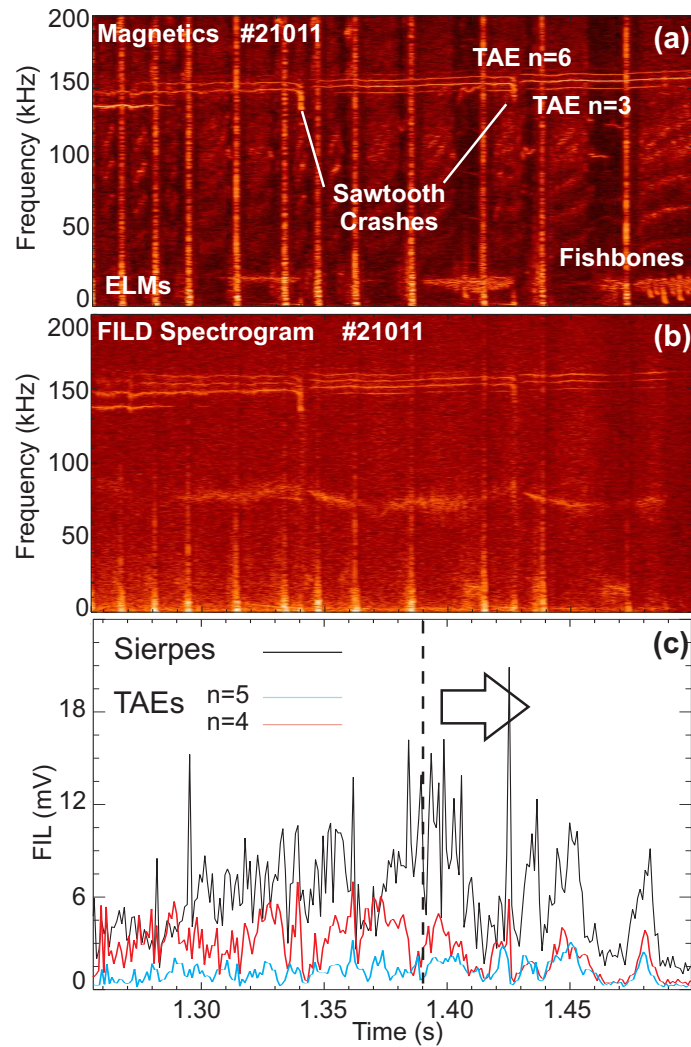 Magnetics #21011
(a)
TAE n=6
TAE n=3
Sawtooth
Crashes
Fishbones
ELMs
200
150
100
50
0
Frequency (kHz)
FILD Spectrogram #21011
(b)
200
150
100
50
0
Frequency (kHz)
(c)
Sierpes
TAEs
n=5
n=4
18
12
6
0
FIL (mV)
1.30
1.35
1.40
1.45
Time (s)